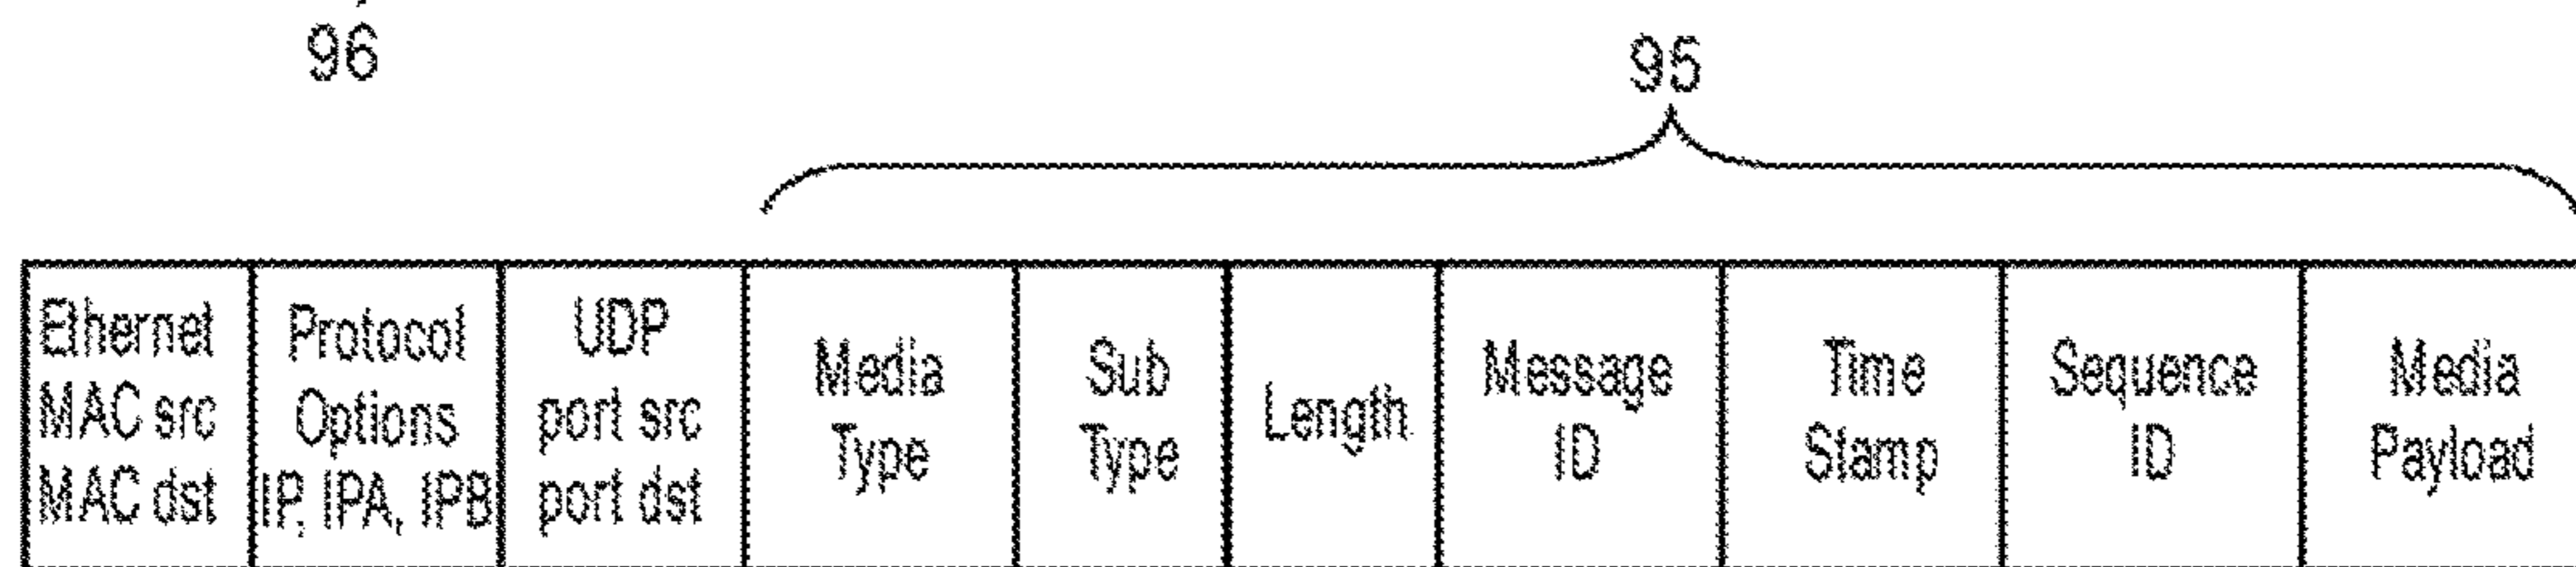 96
95
Ethernet
MAC src
MAC dst
Protocol
Options
IP, IPA, IPB
UDP
port src
port dst
Media
Type
Sub
Type
Length
Message
ID
Time
Stamp
Sequence
ID
Media
Payload